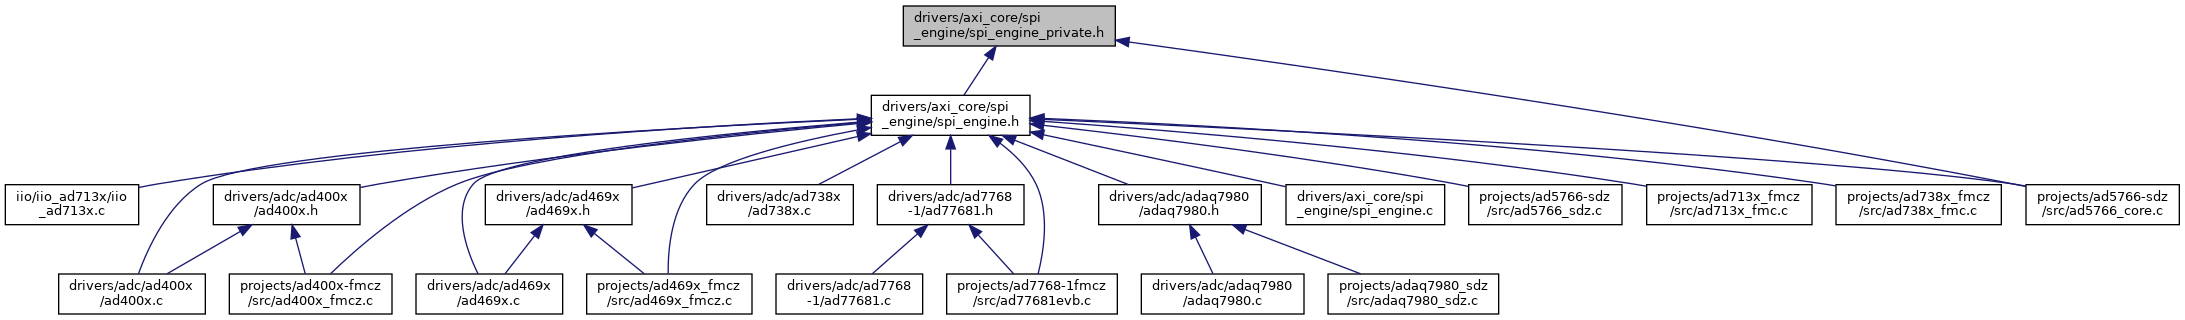 drivers/axi_core/spi
_engine/spi_engine_private.h
drivers/axi_core/spi
_engine/spi_engine.h
iio/iio_ad713x/iio
_ad713x.c
drivers/adc/ad400x
/ad400x.h
drivers/adc/ad469x
/ad469x.h
drivers/adc/ad738x
/ad738x.c
drivers/adc/ad7768
-1/ad77681.h
drivers/adc/adaq7980
/adaq7980.h
drivers/axi_core/spi
_engine/spi_engine.c
projects/ad5766-sdz
/src/ad5766_sdz.c
projects/ad713x_fmcz
/src/ad713x_fmc.c
projects/ad738x_fmcz
/src/ad738x_fmc.c
projects/ad5766-sdz
/src/ad5766_core.c
drivers/adc/ad400x
/ad400x.c
projects/ad400x-fmcz
/src/ad400x_fmcz.c
drivers/adc/ad469x
/ad469x.c
projects/ad469x_fmcz
/src/ad469x_fmcz.c
drivers/adc/ad7768
-1/ad77681.c
projects/ad7768-1fmcz
/src/ad77681evb.c
drivers/adc/adaq7980
/adaq7980.c
projects/adaq7980_sdz
/src/adaq7980_sdz.c